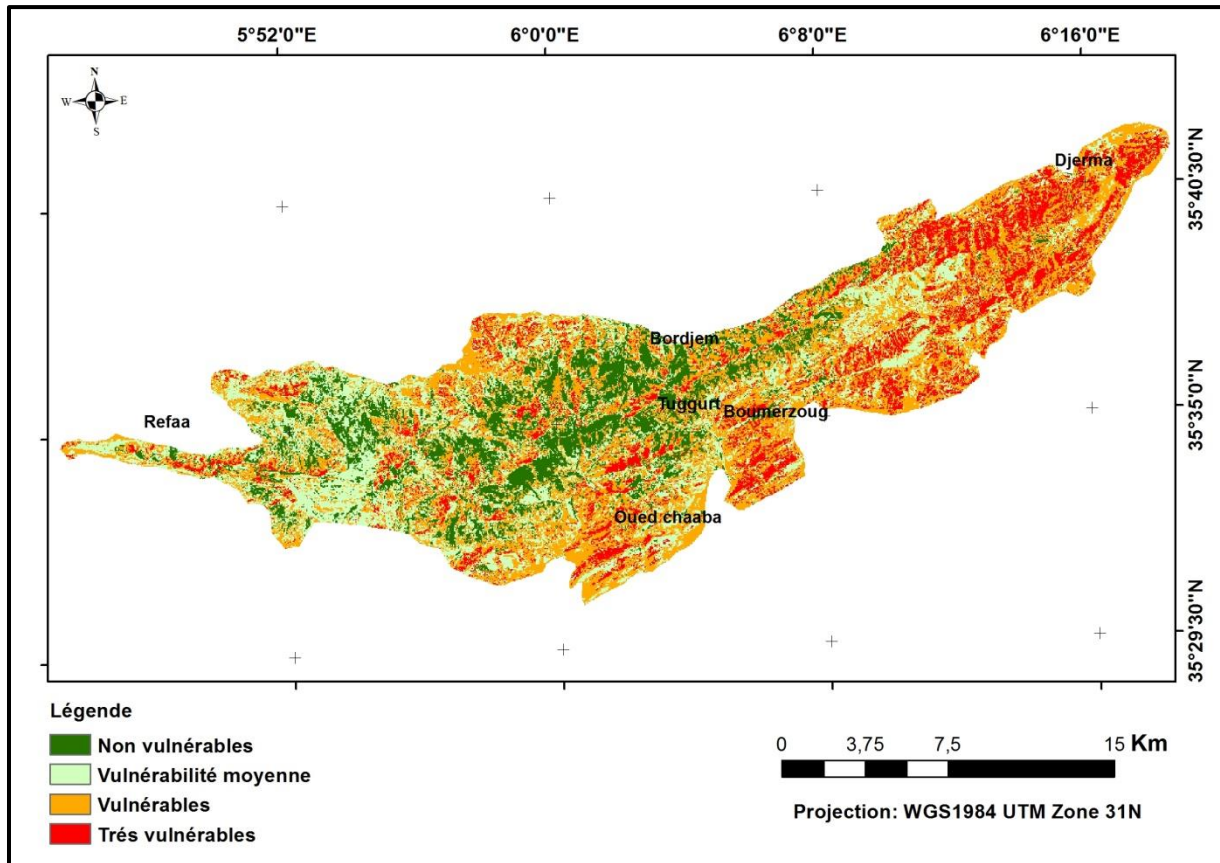 5°52'0"E 6°0'0"E 6°8'0"E 6°16'0"E
N
W E
S
35°40'30"N
Djerma
Bordjem
35°35'0"N
Tuggurt
Boumerzoug
Refaa
Oued chaaba
35°29'30"N
Légende
Non vulnérables
Vulnérabilité moyenne
Vulnérables
Trés vulnérables
0 3,75 7,5 15 Km
Projection: WGS1984 UTM Zone 31N